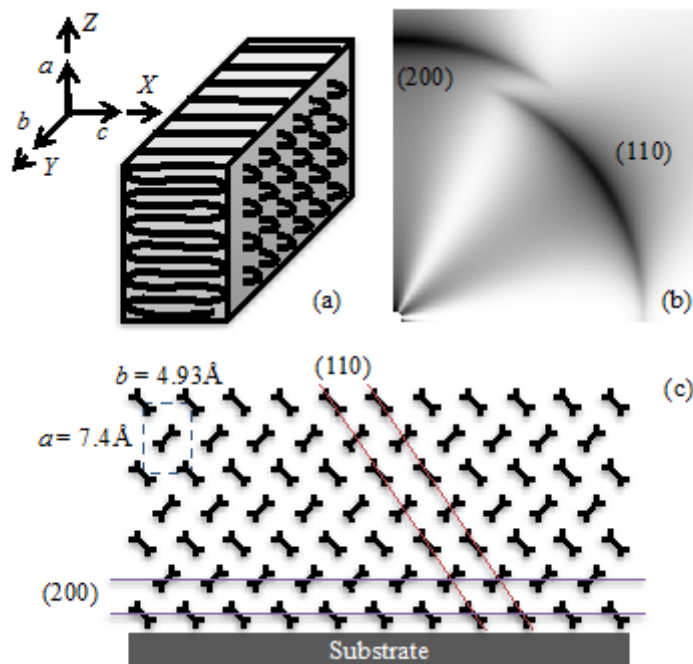 Z
a
X
b
c
Y
(a)
(200)
(110)
(b)
b = 4.93Å
(110)
(c)
a = 7.4Å
(200)
Substrate